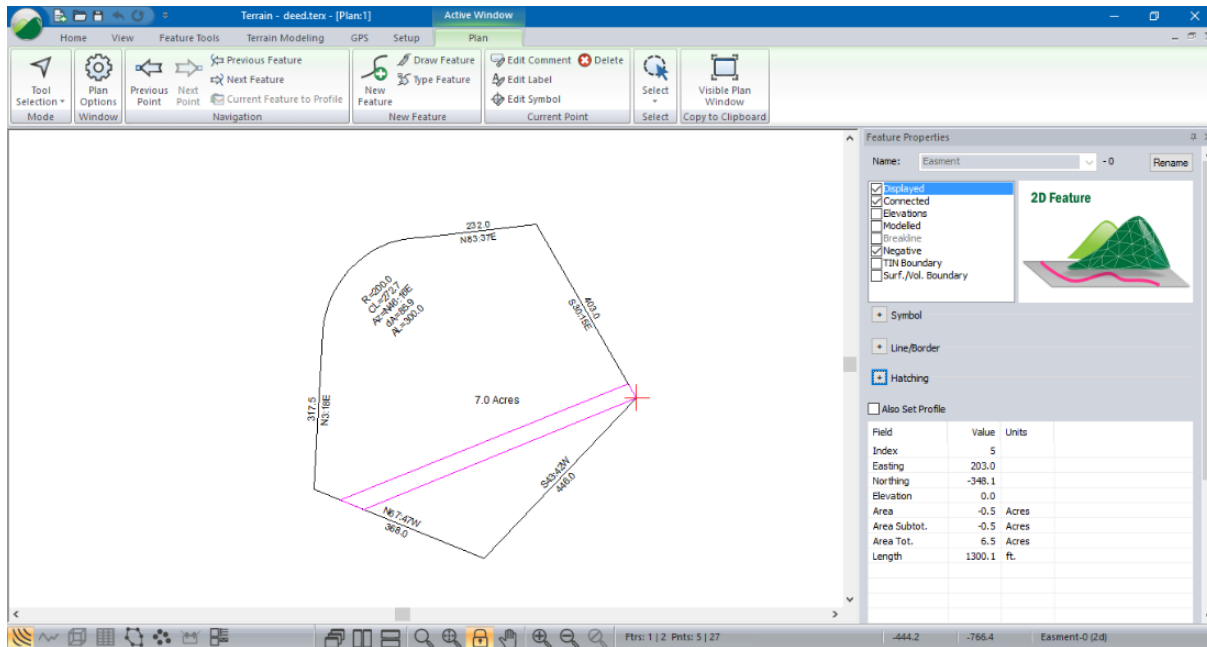 Terrain - deed.terx - [Plan:1]
Active Window
Home View Feature Tools Terrain Modeling GPS Setup Plan
Tool Selection
Mode
Plan Options
Window
Previous Point
Next Point
Previous Feature
Next Feature
Current Feature to Profile
Navigation
New Feature
Draw Feature
Type Feature
New Feature
Edit Comment
Delete
Edit Label
Edit Symbol
Current Point
Select
Select
Visible Plan Window
Copy to Clipboard
232.0
N83:37E
R=200.0
CL=272.7
Az=N46:16E
dA=85.9
AL=300.0
403.0
S30:15E
317.5
N3:18E
7.0 Acres
S43:42W
446.0
N67:47W
368.0
Feature Properties
Name: Easment - 0 Rename
Displayed
Connected
Elevations
Modelled
Breakline
Negative
TIN Boundary
Surf./Vol. Boundary
2D Feature
+ Symbol
+ Line/Border
+ Hatching
Also Set Profile
Field Value Units
Index 5
Easting 203.0
Northing -348.1
Elevation 0.0
Area -0.5 Acres
Area Subtot. -0.5 Acres
Area Tot. 6.5 Acres
Length 1300.1 ft.
Ftrs: 1 | 2 Pnts: 5 | 27
-444.2 -766.4 Easment-0 (2d)